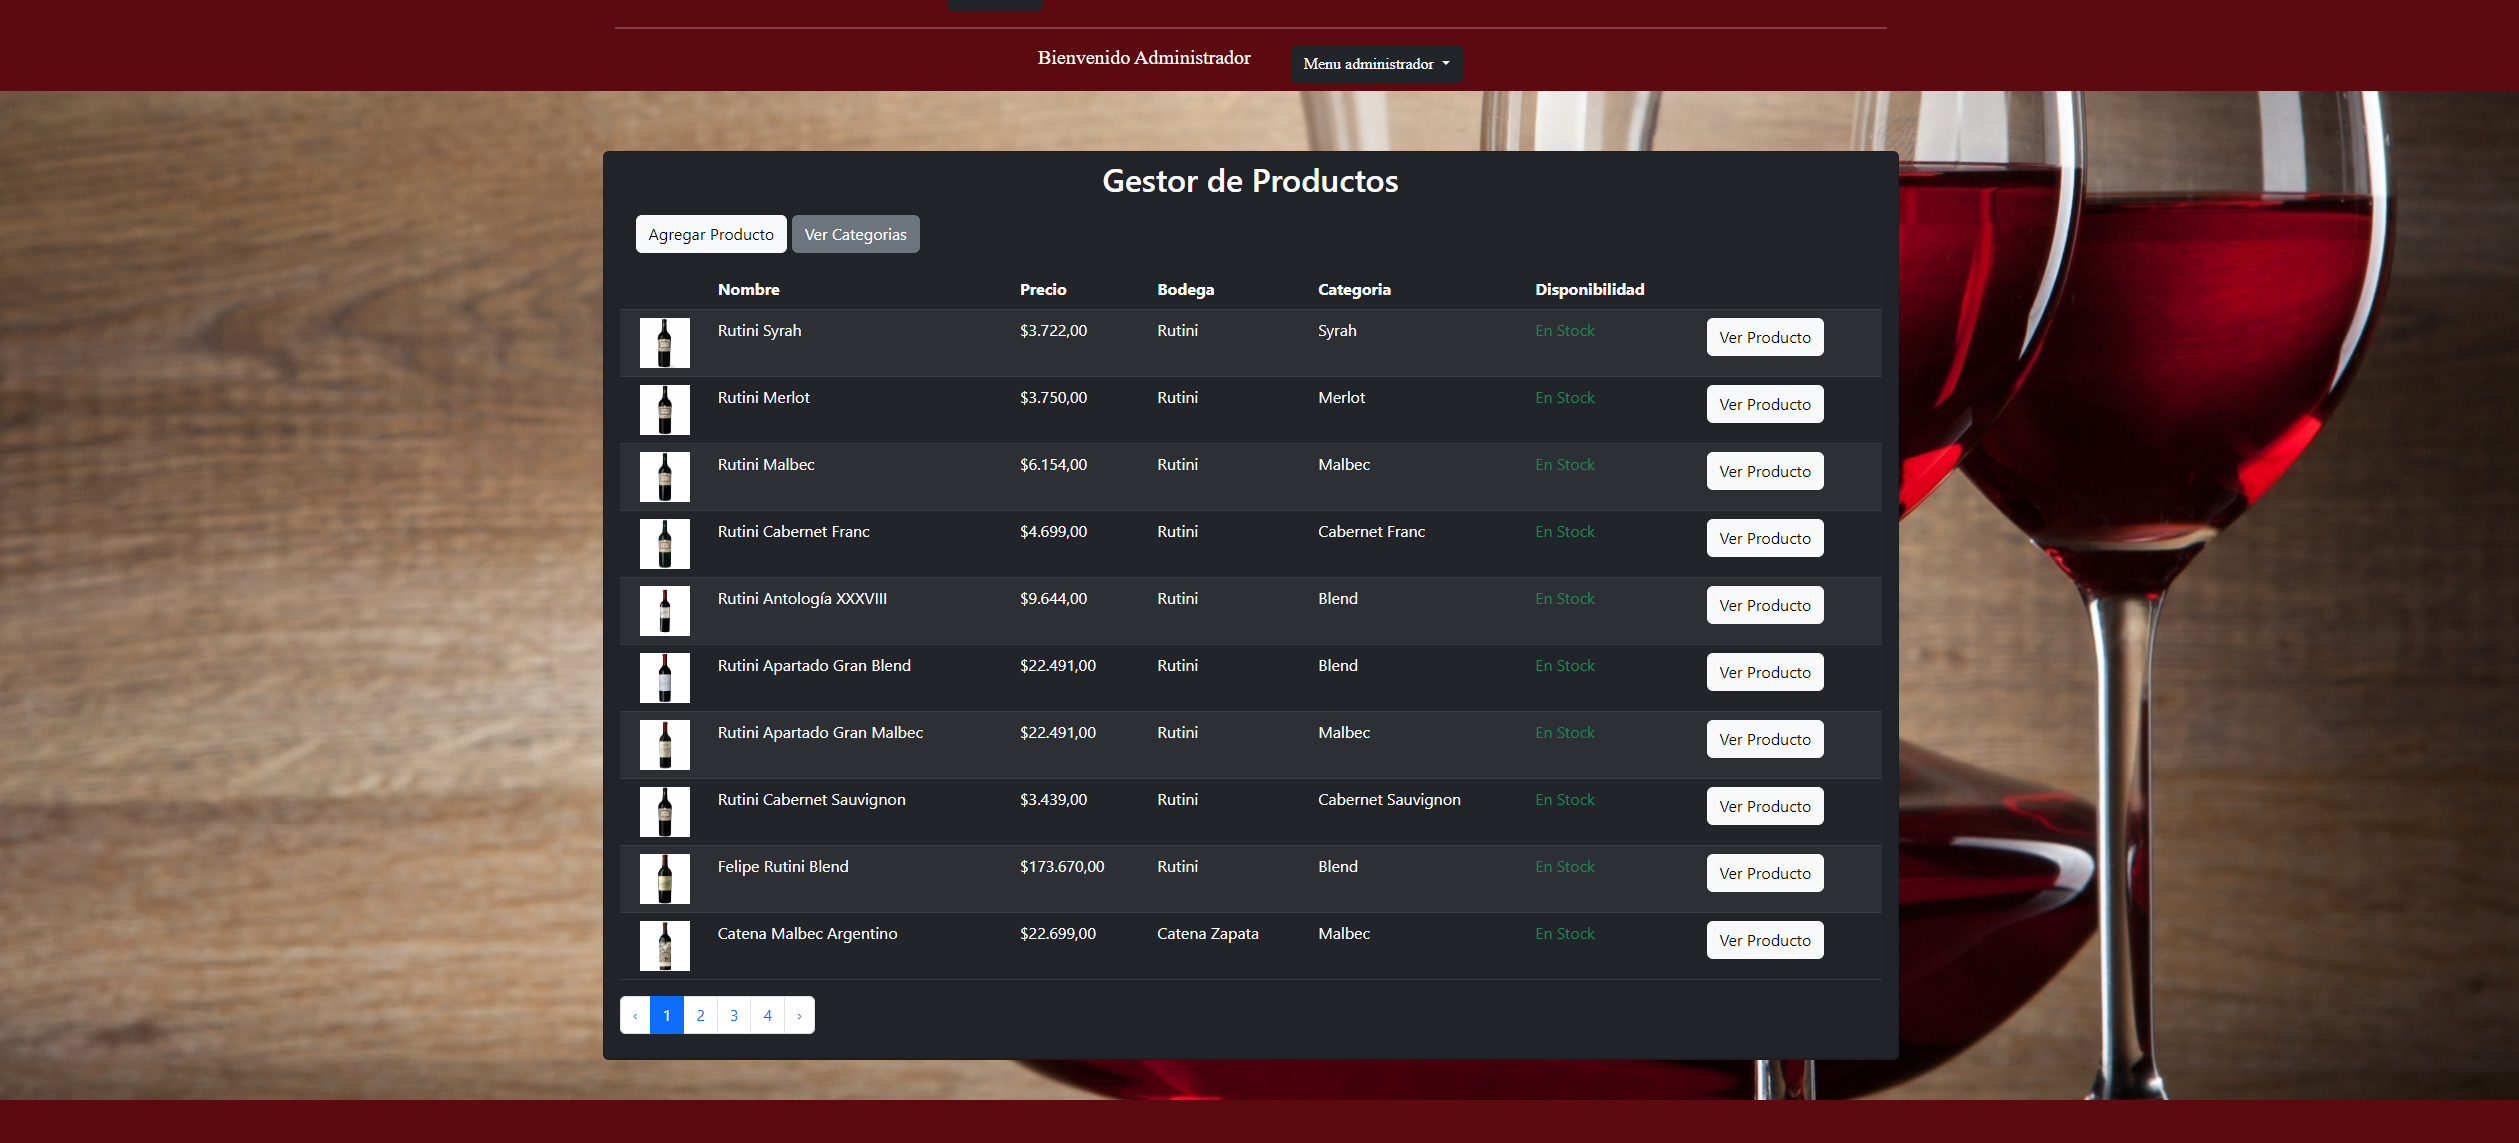 Bienvenido Administrador Menu administrador
Gestor de Productos
Agregar Producto Ver Categorias
Nombre Precio Bodega Categoria Disponibilidad
Rutini Syrah $3.722,00 Rutini Syrah En Stock Ver Producto
Rutini Merlot $3.750,00 Rutini Merlot En Stock Ver Producto
Rutini Malbec $6.154,00 Rutini Malbec En Stock Ver Producto
Rutini Cabernet Franc $4.699,00 Rutini Cabernet Franc En Stock Ver Producto
Rutini Antología XXXVIII $9.644,00 Rutini Blend En Stock Ver Producto
Rutini Apartado Gran Blend $22.491,00 Rutini Blend En Stock Ver Producto
Rutini Apartado Gran Malbec $22.491,00 Rutini Malbec En Stock Ver Producto
Rutini Cabernet Sauvignon $3.439,00 Rutini Cabernet Sauvignon En Stock Ver Producto
Felipe Rutini Blend $173.670,00 Rutini Blend En Stock Ver Producto
Catena Malbec Argentino $22.699,00 Catena Zapata Malbec En Stock Ver Producto
‹ 1 2 3 4 ›